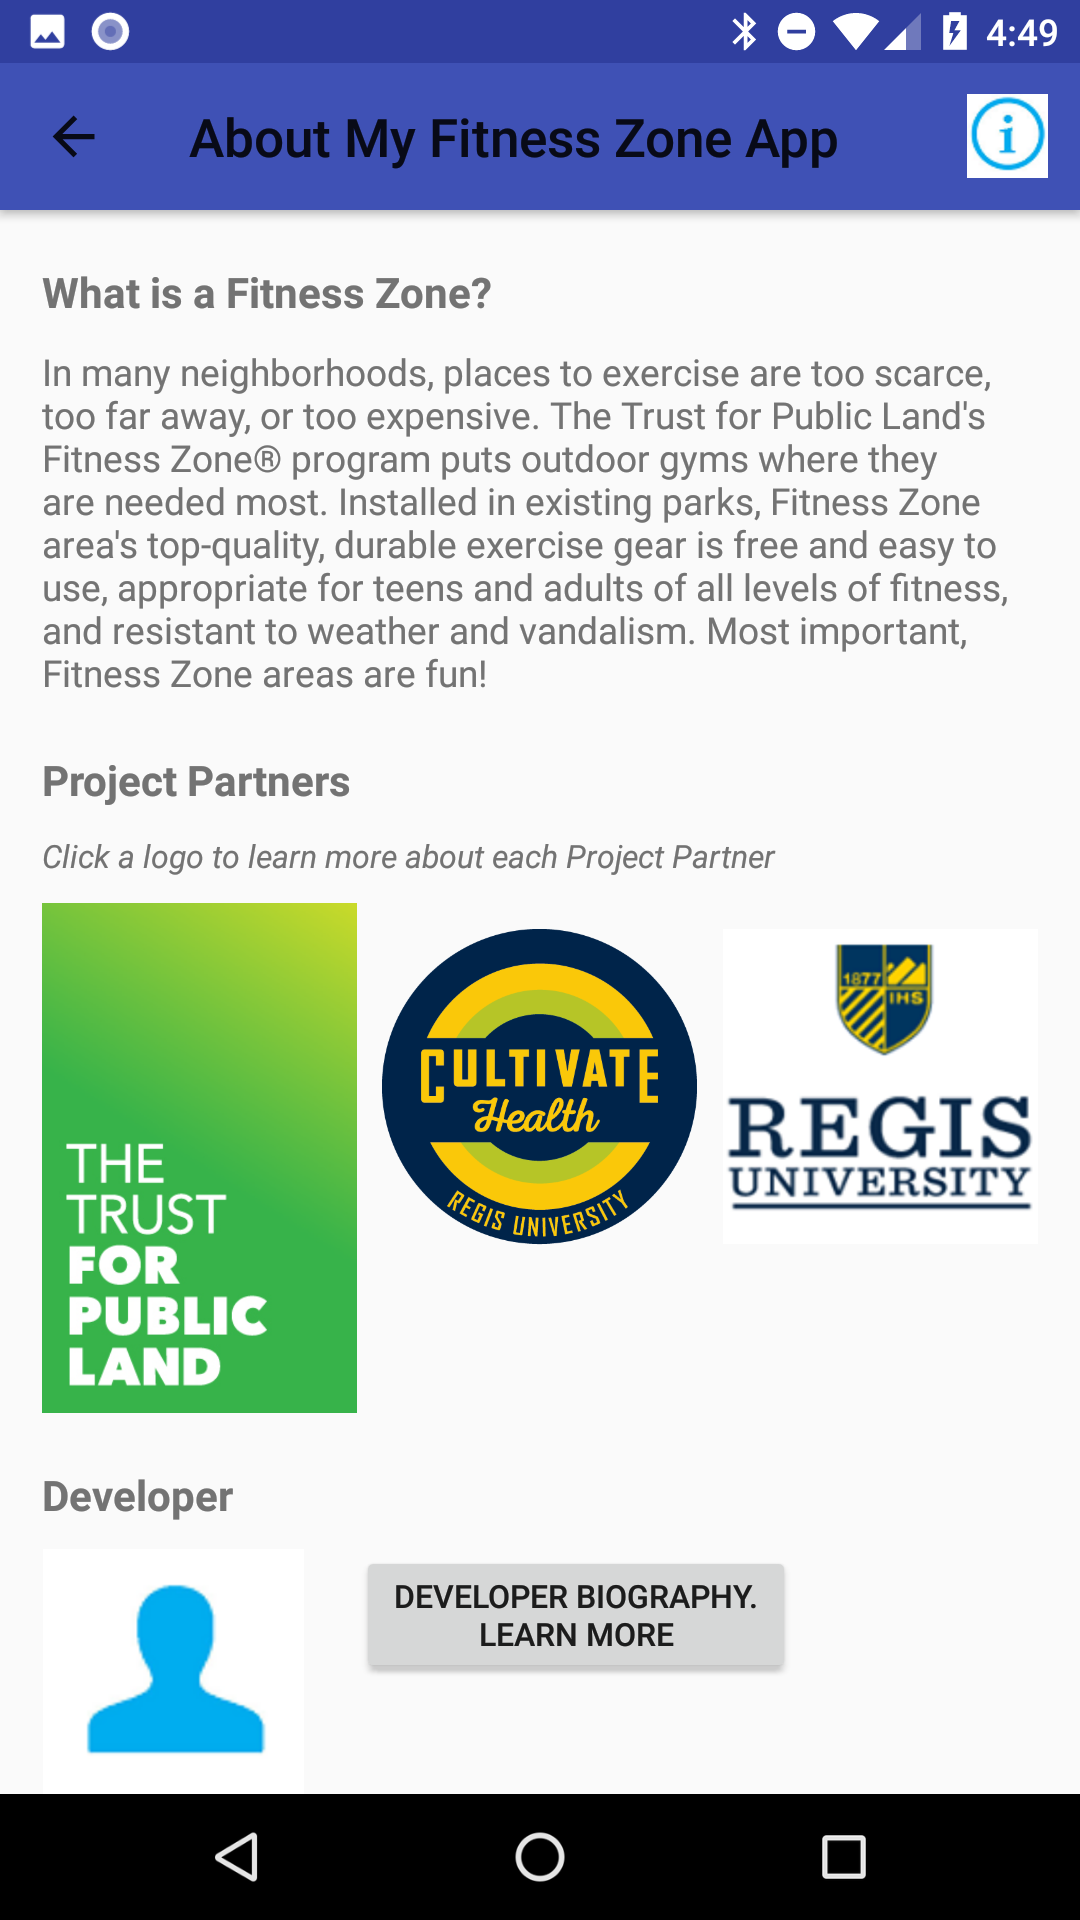 4:49
About My Fitness Zone App
What is a Fitness Zone?
In many neighborhoods, places to exercise are too scarce,
too far away, or too expensive. The Trust for Public Land's
Fitness Zone® program puts outdoor gyms where they
are needed most. Installed in existing parks, Fitness Zone
area's top-quality, durable exercise gear is free and easy to
use, appropriate for teens and adults of all levels of fitness,
and resistant to weather and vandalism. Most important,
Fitness Zone areas are fun!
Project Partners
Click a logo to learn more about each Project Partner
THE
TRUST
FOR
PUBLIC
LAND
CULTIVATE
Health
REGIS UNIVERSITY
1877
IHS
REGIS
UNIVERSITY
Developer
DEVELOPER BIOGRAPHY.
LEARN MORE